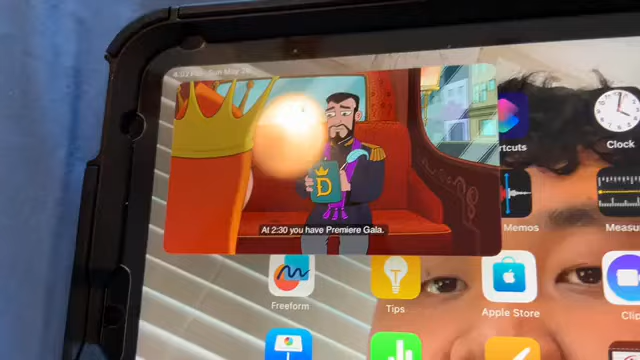 D
At 2:30 you have Premiere Gala.
rtcuts
Clock
Memos
Measu
Freeform
Tips
Apple Store
Clip